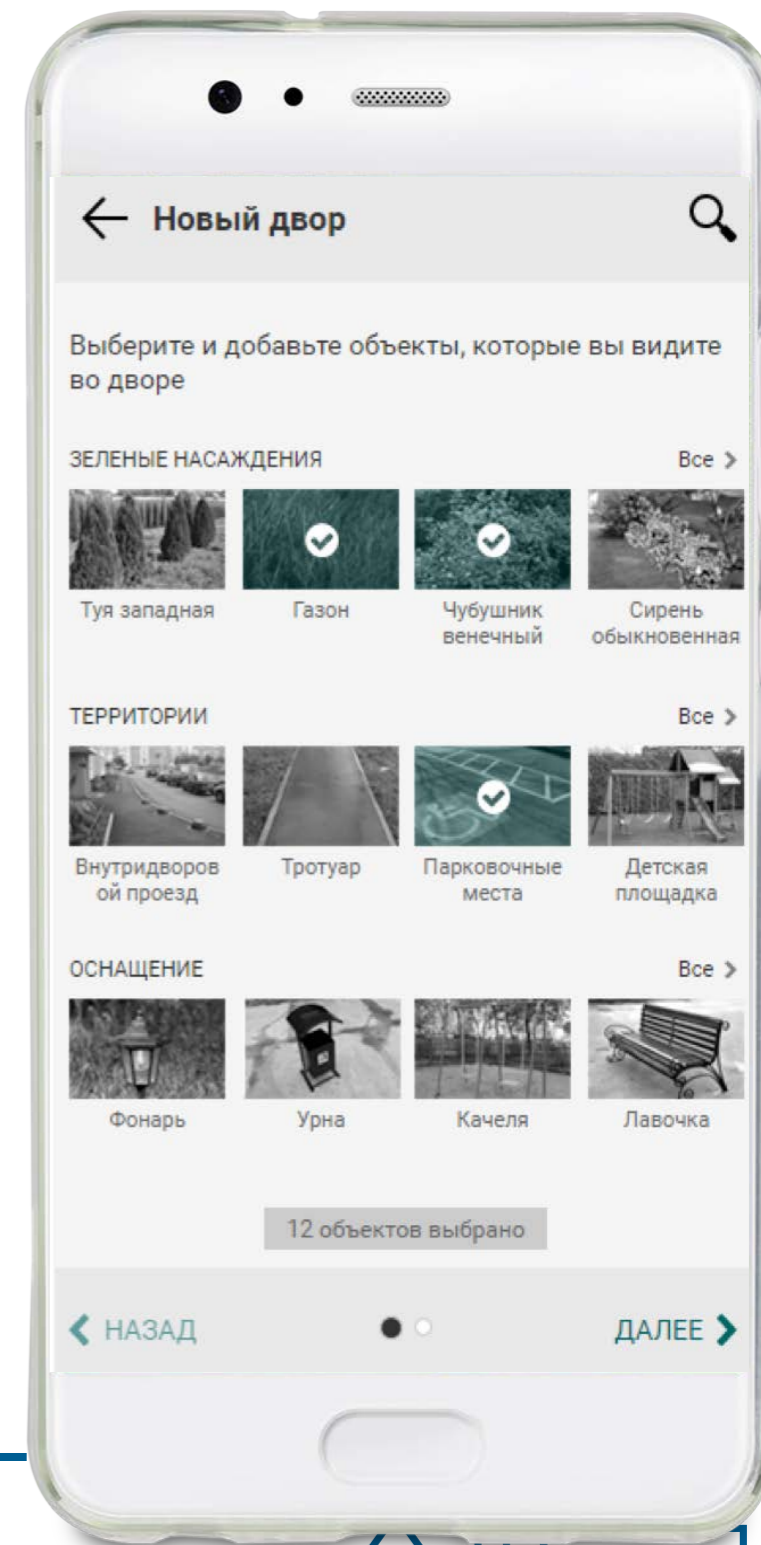 Новый двор
Выберите и добавьте объекты, которые вы видите
во дворе
ЗЕЛЕНЫЕ НАСАЖДЕНИЯ Все
Туя западная Газон Чубушник венечный Сирень обыкновенная
ТЕРРИТОРИИ Все
Внутридворов
ой проезд
Тротуар
Парковочные
места
Детская
площадка
ОСНАЩЕНИЕ Все
Фонарь Урна Качеля Лавочка
12 объектов выбрано
НАЗАД ДАЛЕЕ